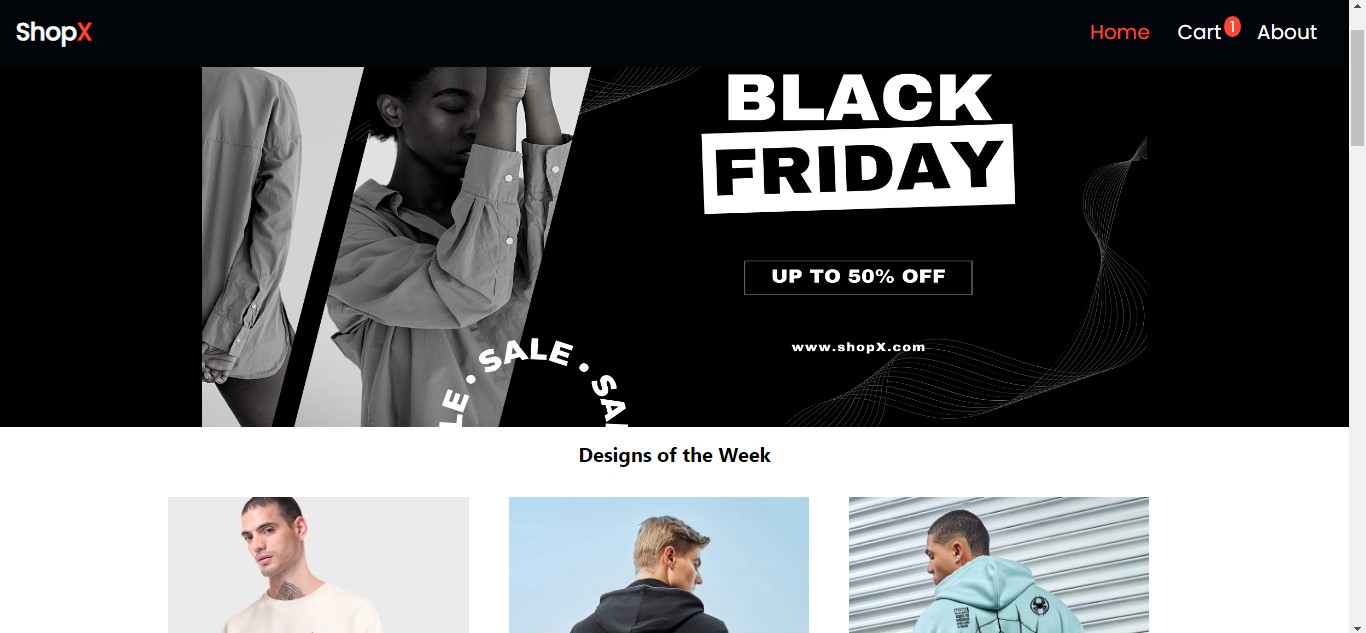 ShopX
Home Cart 1 About
BLACK
FRIDAY
UP TO 50% OFF
www.shopX.com
LE • SALE • SA
Designs of the Week